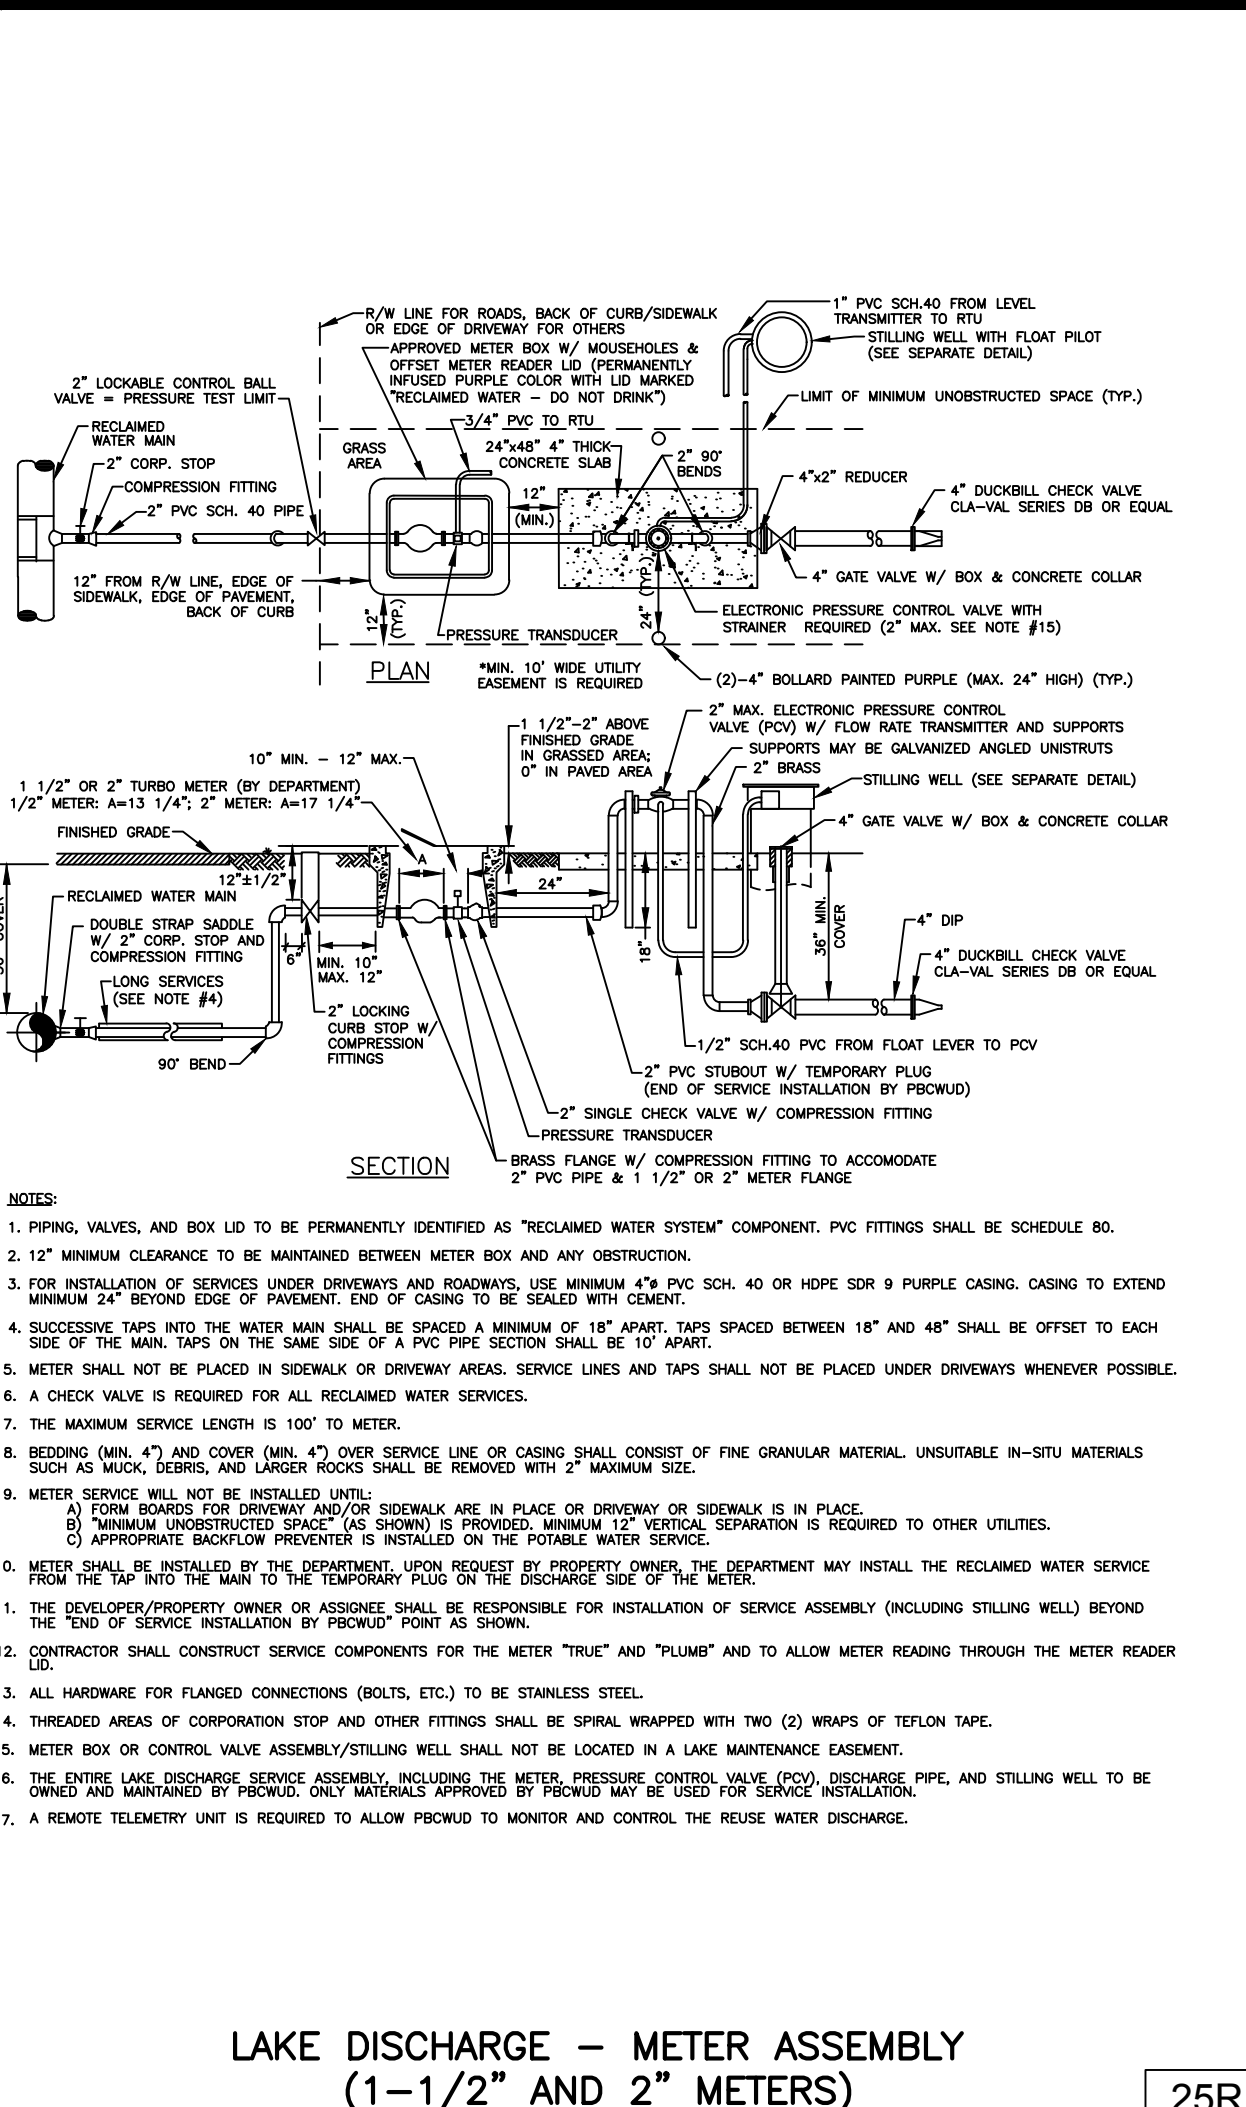 R/W LINE FOR ROADS, BACK OF CURB/SIDEWALK
OR EDGE OF DRIVEWAY FOR OTHERS
APPROVED METER BOX W/ MOUSEHOLES &
OFFSET METER READER LID (PERMANENTLY
INFUSED PURPLE COLOR WITH LID MARKED
"RECLAIMED WATER – DO NOT DRINK")
1" PVC SCH.40 FROM LEVEL
TRANSMITTER TO RTU
STILLING WELL WITH FLOAT PILOT
(SEE SEPARATE DETAIL)
2" LOCKABLE CONTROL BALL
VALVE = PRESSURE TEST LIMIT
LIMIT OF MINIMUM UNOBSTRUCTED SPACE (TYP.)
RECLAIMED
WATER MAIN
2" CORP. STOP
COMPRESSION FITTING
2" PVC SCH. 40 PIPE
GRASS
AREA
3/4" PVC TO RTU
24"x48" 4" THICK
CONCRETE SLAB
2" 90°
BENDS
12"
(MIN.)
4"x2" REDUCER
4" DUCKBILL CHECK VALVE
CLA-VAL SERIES DB OR EQUAL
4" GATE VALVE W/ BOX & CONCRETE COLLAR
12" FROM R/W LINE, EDGE OF
SIDEWALK, EDGE OF PAVEMENT,
BACK OF CURB
12"
(TYP.)
24" (TYP.)
PRESSURE TRANSDUCER
ELECTRONIC PRESSURE CONTROL VALVE WITH
STRAINER REQUIRED (2" MAX. SEE NOTE #15)
PLAN
*MIN. 10' WIDE UTILITY
EASEMENT IS REQUIRED
(2)-4" BOLLARD PAINTED PURPLE (MAX. 24" HIGH) (TYP.)
1 1/2"-2" ABOVE
FINISHED GRADE
IN GRASSED AREA;
0" IN PAVED AREA
2" MAX. ELECTRONIC PRESSURE CONTROL
VALVE (PCV) W/ FLOW RATE TRANSMITTER AND SUPPORTS
SUPPORTS MAY BE GALVANIZED ANGLED UNISTRUTS
2" BRASS
STILLING WELL (SEE SEPARATE DETAIL)
10" MIN. – 12" MAX.
1 1/2" OR 2" TURBO METER (BY DEPARTMENT)
1/2" METER: A=13 1/4"; 2" METER: A=17 1/4"
FINISHED GRADE
*
4" GATE VALVE W/ BOX & CONCRETE COLLAR
A
12"±1/2"
24"
RECLAIMED WATER MAIN
DOUBLE STRAP SADDLE
W/ 2" CORP. STOP AND
COMPRESSION FITTING
6"
MIN. 10"
MAX. 12"
18"
36" MIN.
COVER
COVER
4" DIP
4" DUCKBILL CHECK VALVE
CLA-VAL SERIES DB OR EQUAL
LONG SERVICES
(SEE NOTE #4)
2" LOCKING
CURB STOP W/
COMPRESSION
FITTINGS
90° BEND
1/2" SCH.40 PVC FROM FLOAT LEVER TO PCV
2" PVC STUBOUT W/ TEMPORARY PLUG
(END OF SERVICE INSTALLATION BY PBCWUD)
2" SINGLE CHECK VALVE W/ COMPRESSION FITTING
PRESSURE TRANSDUCER
BRASS FLANGE W/ COMPRESSION FITTING TO ACCOMODATE
2" PVC PIPE & 1 1/2" OR 2" METER FLANGE
SECTION
NOTES:
1. PIPING, VALVES, AND BOX LID TO BE PERMANENTLY IDENTIFIED AS "RECLAIMED WATER SYSTEM" COMPONENT. PVC FITTINGS SHALL BE SCHEDULE 80.
2. 12" MINIMUM CLEARANCE TO BE MAINTAINED BETWEEN METER BOX AND ANY OBSTRUCTION.
3. FOR INSTALLATION OF SERVICES UNDER DRIVEWAYS AND ROADWAYS, USE MINIMUM 4"ø PVC SCH. 40 OR HDPE SDR 9 PURPLE CASING. CASING TO EXTEND
MINIMUM 24" BEYOND EDGE OF PAVEMENT. END OF CASING TO BE SEALED WITH CEMENT.
4. SUCCESSIVE TAPS INTO THE WATER MAIN SHALL BE SPACED A MINIMUM OF 18" APART. TAPS SPACED BETWEEN 18" AND 48" SHALL BE OFFSET TO EACH
SIDE OF THE MAIN. TAPS ON THE SAME SIDE OF A PVC PIPE SECTION SHALL BE 10' APART.
5. METER SHALL NOT BE PLACED IN SIDEWALK OR DRIVEWAY AREAS. SERVICE LINES AND TAPS SHALL NOT BE PLACED UNDER DRIVEWAYS WHENEVER POSSIBLE.
6. A CHECK VALVE IS REQUIRED FOR ALL RECLAIMED WATER SERVICES.
7. THE MAXIMUM SERVICE LENGTH IS 100' TO METER.
8. BEDDING (MIN. 4") AND COVER (MIN. 4") OVER SERVICE LINE OR CASING SHALL CONSIST OF FINE GRANULAR MATERIAL. UNSUITABLE IN-SITU MATERIALS
SUCH AS MUCK, DEBRIS, AND LARGER ROCKS SHALL BE REMOVED WITH 2" MAXIMUM SIZE.
9. METER SERVICE WILL NOT BE INSTALLED UNTIL:
A) FORM BOARDS FOR DRIVEWAY AND/OR SIDEWALK ARE IN PLACE OR DRIVEWAY OR SIDEWALK IS IN PLACE.
B) "MINIMUM UNOBSTRUCTED SPACE" (AS SHOWN) IS PROVIDED. MINIMUM 12" VERTICAL SEPARATION IS REQUIRED TO OTHER UTILITIES.
C) APPROPRIATE BACKFLOW PREVENTER IS INSTALLED ON THE POTABLE WATER SERVICE.
0. METER SHALL BE INSTALLED BY THE DEPARTMENT. UPON REQUEST BY PROPERTY OWNER, THE DEPARTMENT MAY INSTALL THE RECLAIMED WATER SERVICE
FROM THE TAP INTO THE MAIN TO THE TEMPORARY PLUG ON THE DISCHARGE SIDE OF THE METER.
1. THE DEVELOPER/PROPERTY OWNER OR ASSIGNEE SHALL BE RESPONSIBLE FOR INSTALLATION OF SERVICE ASSEMBLY (INCLUDING STILLING WELL) BEYOND
THE "END OF SERVICE INSTALLATION BY PBCWUD" POINT AS SHOWN.
12. CONTRACTOR SHALL CONSTRUCT SERVICE COMPONENTS FOR THE METER "TRUE" AND "PLUMB" AND TO ALLOW METER READING THROUGH THE METER READER
LID.
3. ALL HARDWARE FOR FLANGED CONNECTIONS (BOLTS, ETC.) TO BE STAINLESS STEEL.
4. THREADED AREAS OF CORPORATION STOP AND OTHER FITTINGS SHALL BE SPIRAL WRAPPED WITH TWO (2) WRAPS OF TEFLON TAPE.
5. METER BOX OR CONTROL VALVE ASSEMBLY/STILLING WELL SHALL NOT BE LOCATED IN A LAKE MAINTENANCE EASEMENT.
6. THE ENTIRE LAKE DISCHARGE SERVICE ASSEMBLY, INCLUDING THE METER, PRESSURE CONTROL VALVE (PCV), DISCHARGE PIPE, AND STILLING WELL TO BE
OWNED AND MAINTAINED BY PBCWUD. ONLY MATERIALS APPROVED BY PBCWUD MAY BE USED FOR SERVICE INSTALLATION.
7. A REMOTE TELEMETRY UNIT IS REQUIRED TO ALLOW PBCWUD TO MONITOR AND CONTROL THE REUSE WATER DISCHARGE.
LAKE DISCHARGE – METER ASSEMBLY
(1–1/2" AND 2" METERS)
25R